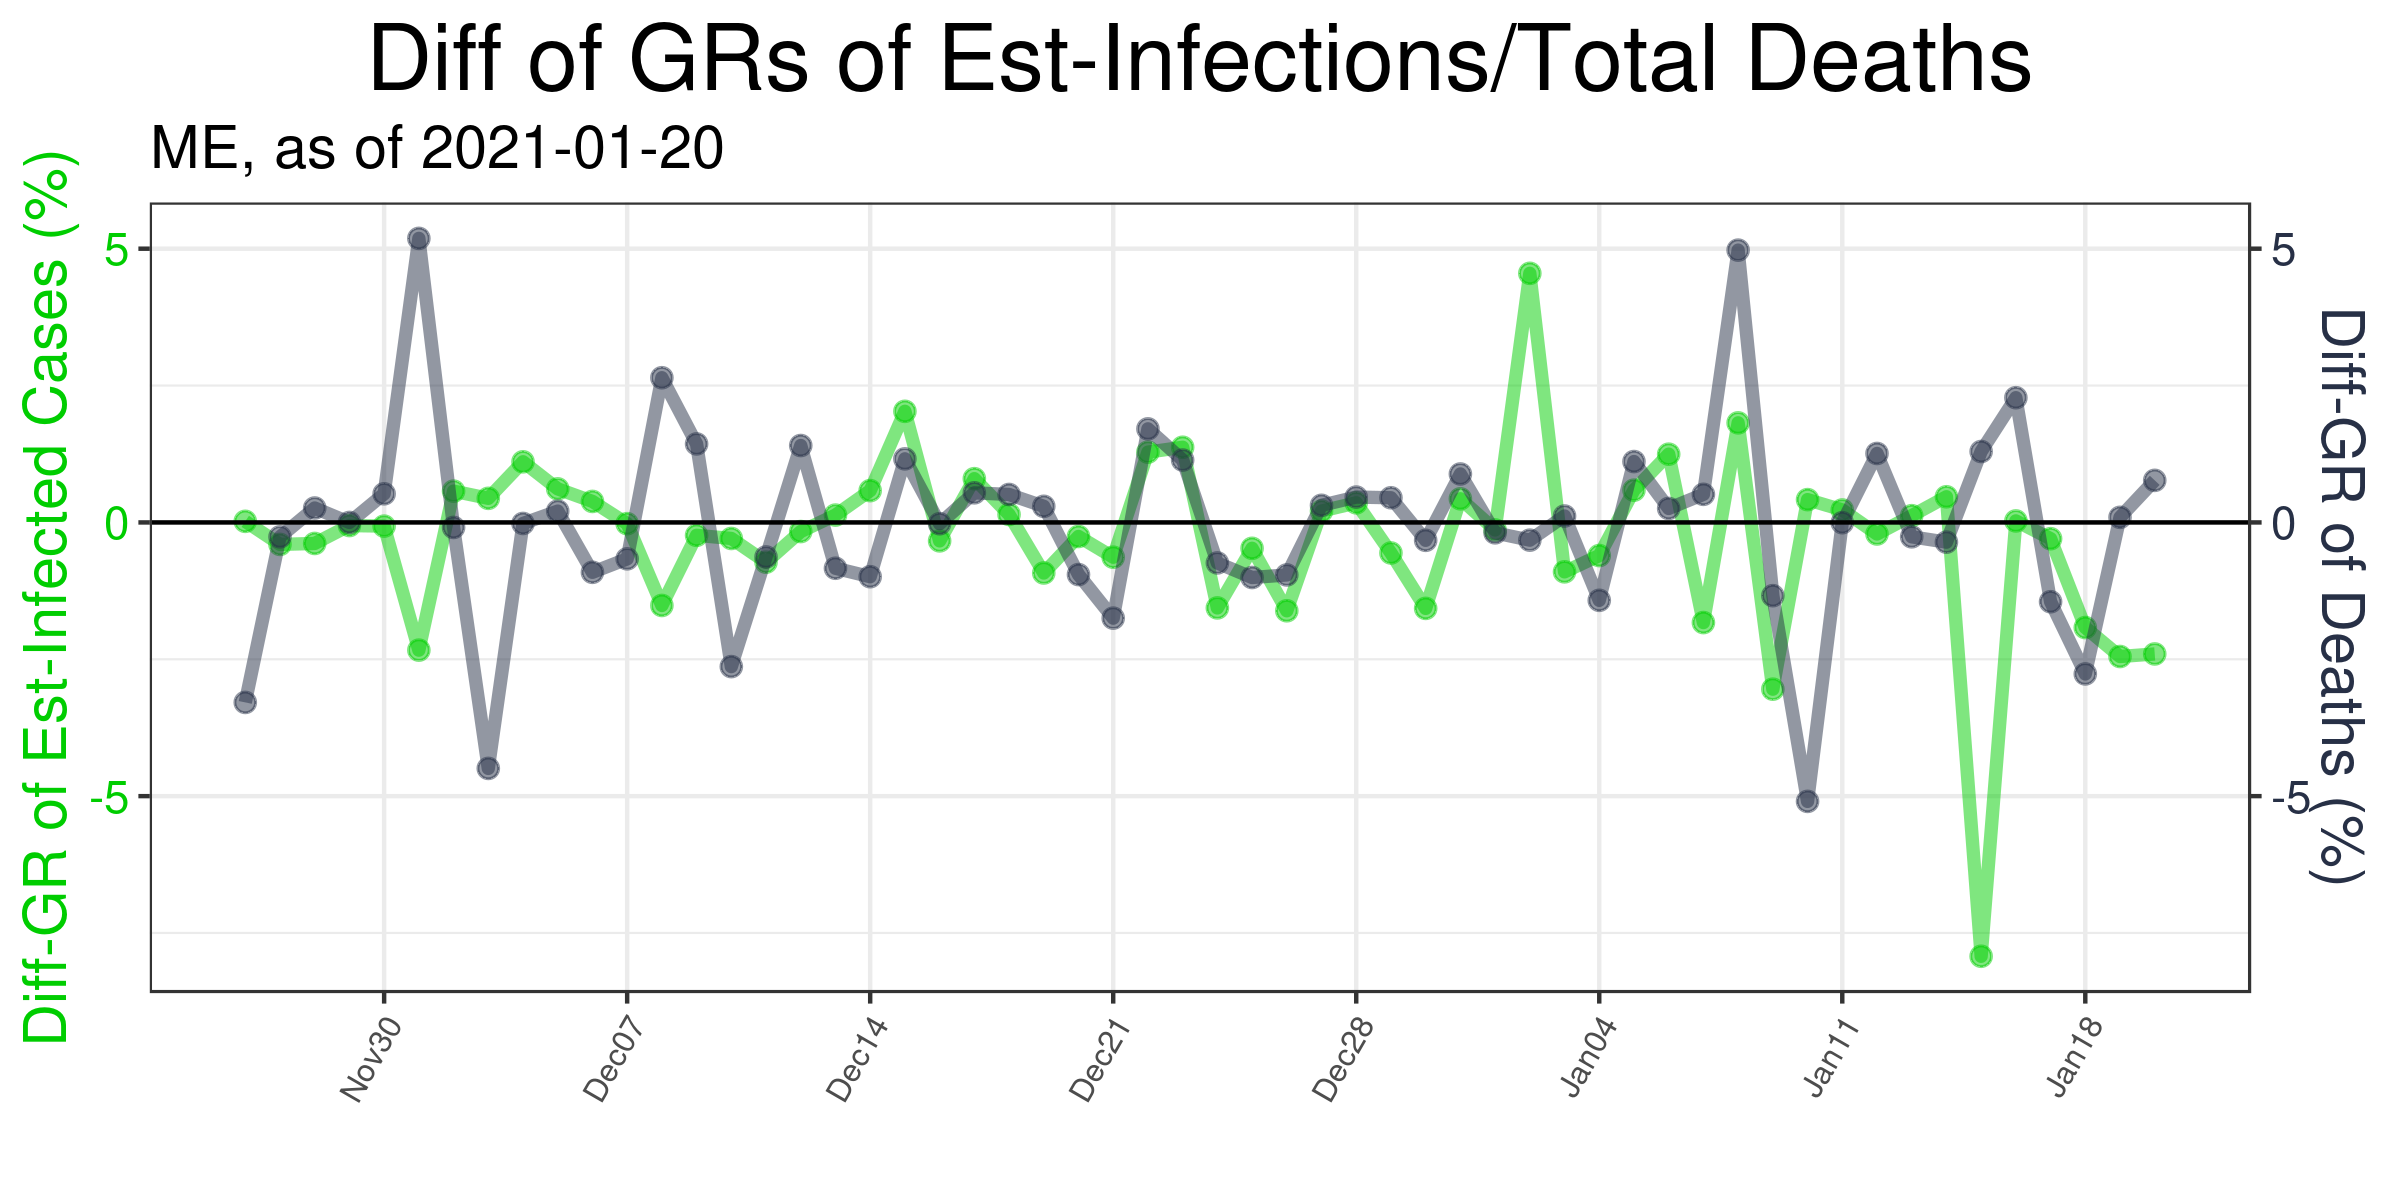 Diff of GRs of Est-Infections/Total Deaths
ME, as of 2021-01-20
Diff-GR of Est-Infected Cases (%)
5
0
-5
5
0
-5
Diff-GR of Deaths (%)
Nov30
Dec07
Dec14
Dec21
Dec28
Jan04
Jan11
Jan18